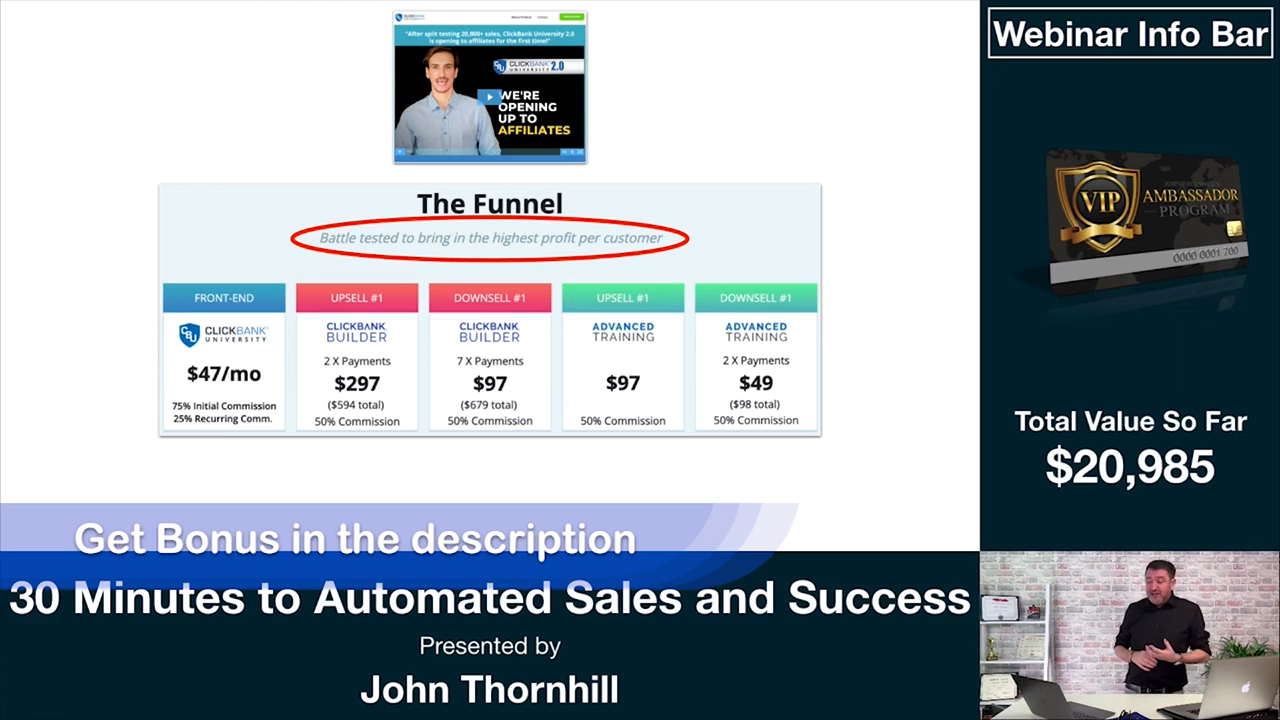 "After split testing 20,000+ sales, ClickBank University 2.0
is opening to affiliates for the first time!"
CLICKBANK
UNIVERSITY 2.0
WE'RE
OPENING
UP TO
AFFILIATES
The Funnel
Battle tested to bring in the highest profit per customer
FRONT-END
CBU CLICKBANK
UNIVERSITY
$47/mo
75% Initial Commission
25% Recurring Comm.
UPSELL #1
CLICKBANK
BUILDER
2 X Payments
$297
($594 total)
50% Commission
DOWNSELL #1
CLICKBANK
BUILDER
7 X Payments
$97
($679 total)
50% Commission
UPSELL #1
ADVANCED
TRAINING
$97
50% Commission
DOWNSELL #1
ADVANCED
TRAINING
2 X Payments
$49
($98 total)
50% Commission
Get Bonus in the description
30 Minutes to Automated Sales and Success
Presented by
John Thornhill
Webinar Info Bar
VIP
AMBASSADOR
PROGRAM
0000 0001 700
Total Value So Far
$20,985